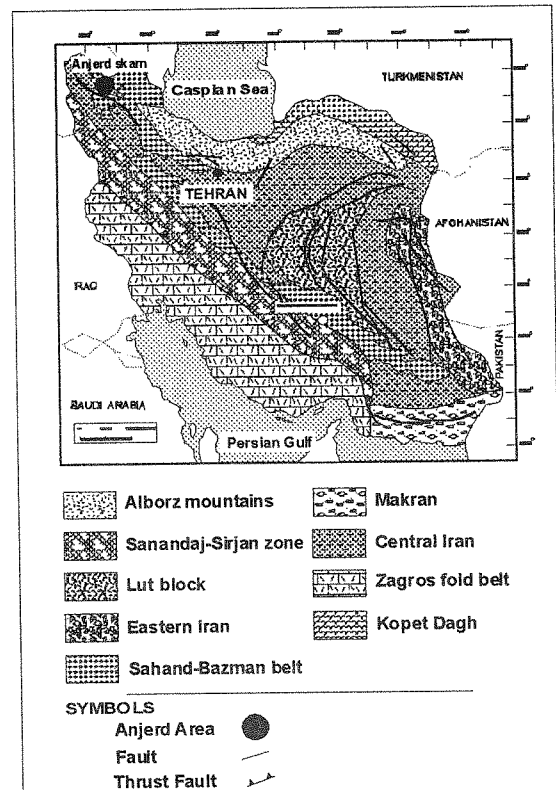 Anjerd skarn
Caspian Sea
TURKMENISTAN
TEHRAN
AFGHANISTAN
IRAQ
PAKISTAN
SAUDI ARABIA
Persian Gulf
Alborz mountains
Makran
Sanandaj-Sirjan zone
Central Iran
Lut block
Zagros fold belt
Eastern Iran
Kopet Dagh
Sahand-Bazman belt
SYMBOLS
Anjerd Area
Fault
Thrust Fault